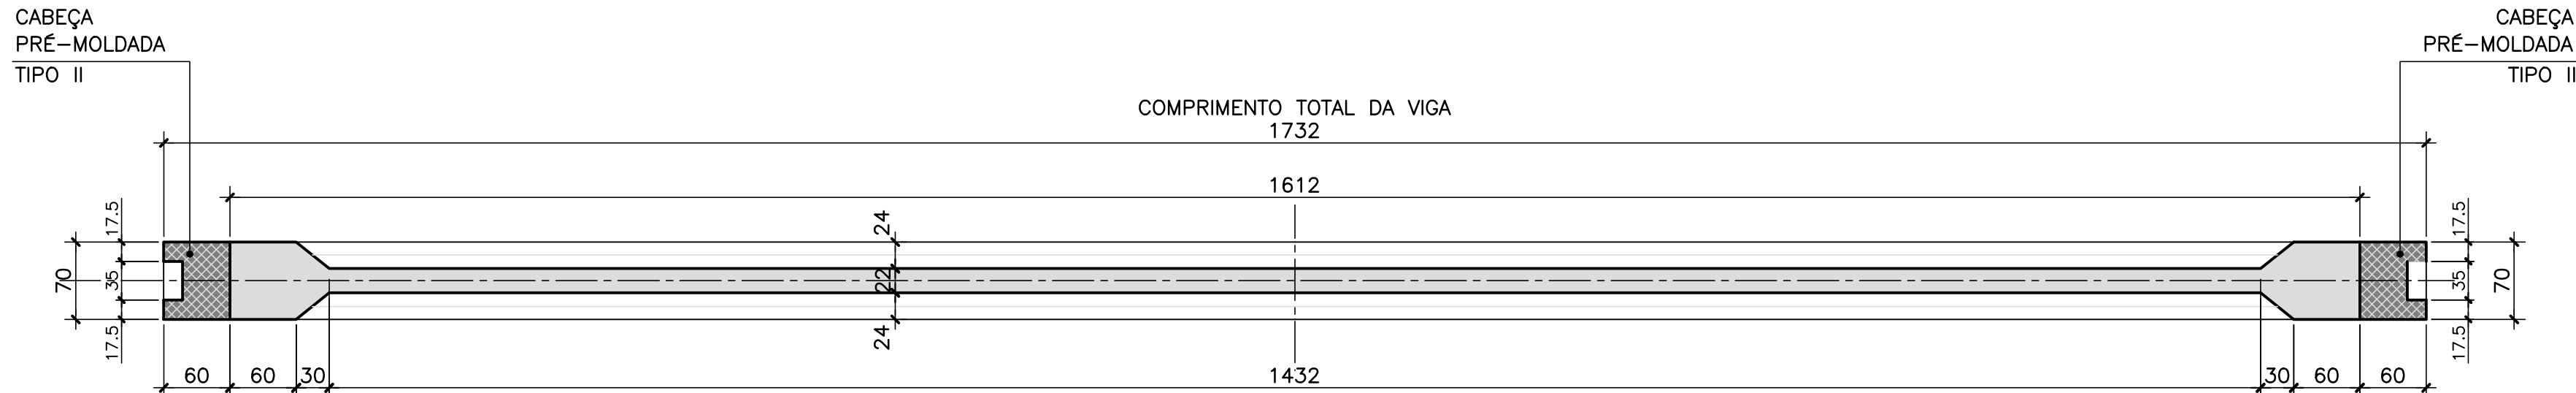 CABEÇA
PRÉ-MOLDADA
TIPO II
CABEÇA
PRÉ-MOLDADA
TIPO II
COMPRIMENTO TOTAL DA VIGA
1732
1612
17.5
35
17.5
70
24
22
24
17.5
35
17.5
70
60 60 30 1432 30 60 60